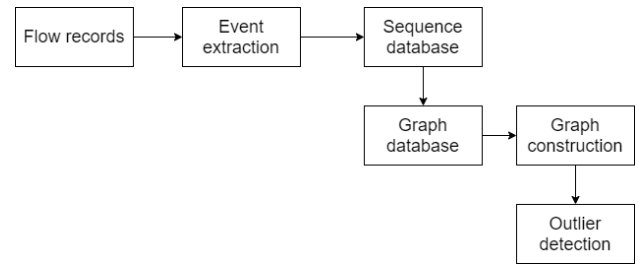 Flow records
Event
extraction
Sequence
database
Graph
database
Graph
construction
Outlier
detection